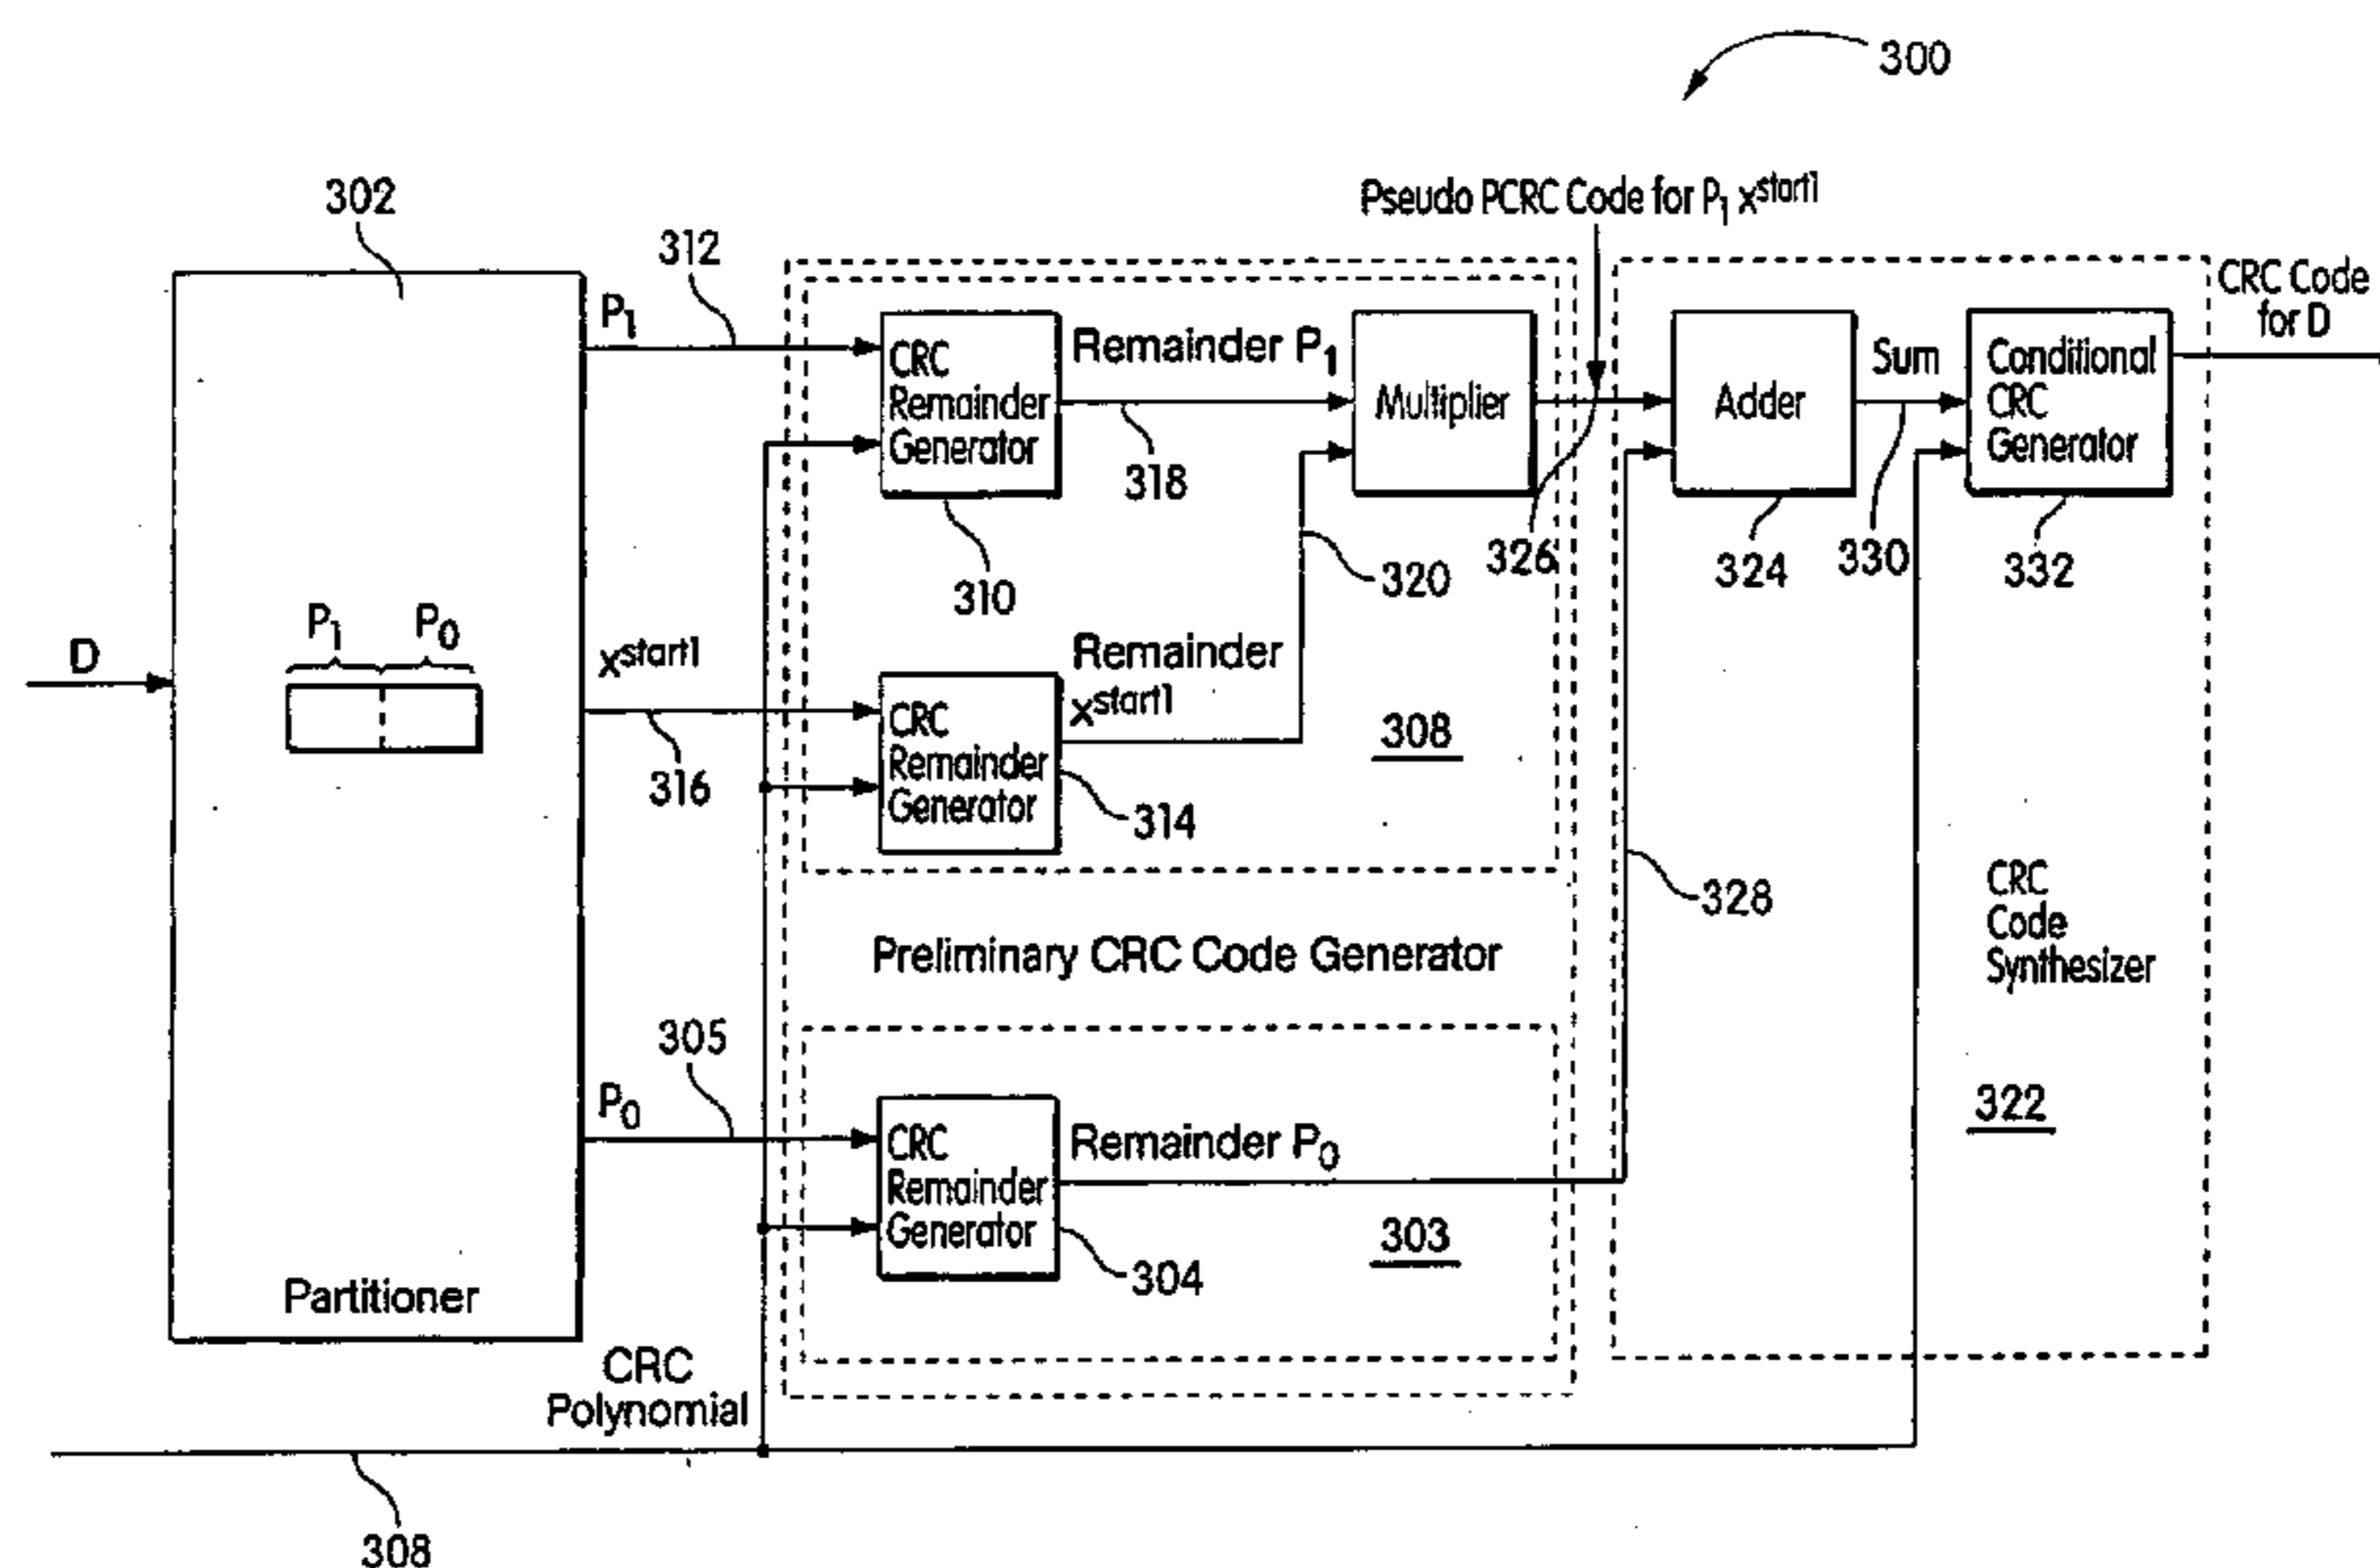 300
302
312
Pseudo PCRC Code for P1 xstart1
P1
CRC
Remainder
Generator
Remainder P1
318
310
Multiplier
326
Adder
324
Sum
330
Conditional
CRC
Generator
332
CRC Code
for D
D
P1 P0
xstart1
316
CRC
Remainder
Generator
314
Remainder
xstart1
320
308
328
Preliminary CRC Code Generator
CRC
Code
Synthesizer
322
305
P0
CRC
Remainder
Generator
304
Remainder P0
303
Partitioner
CRC
Polynomial
308